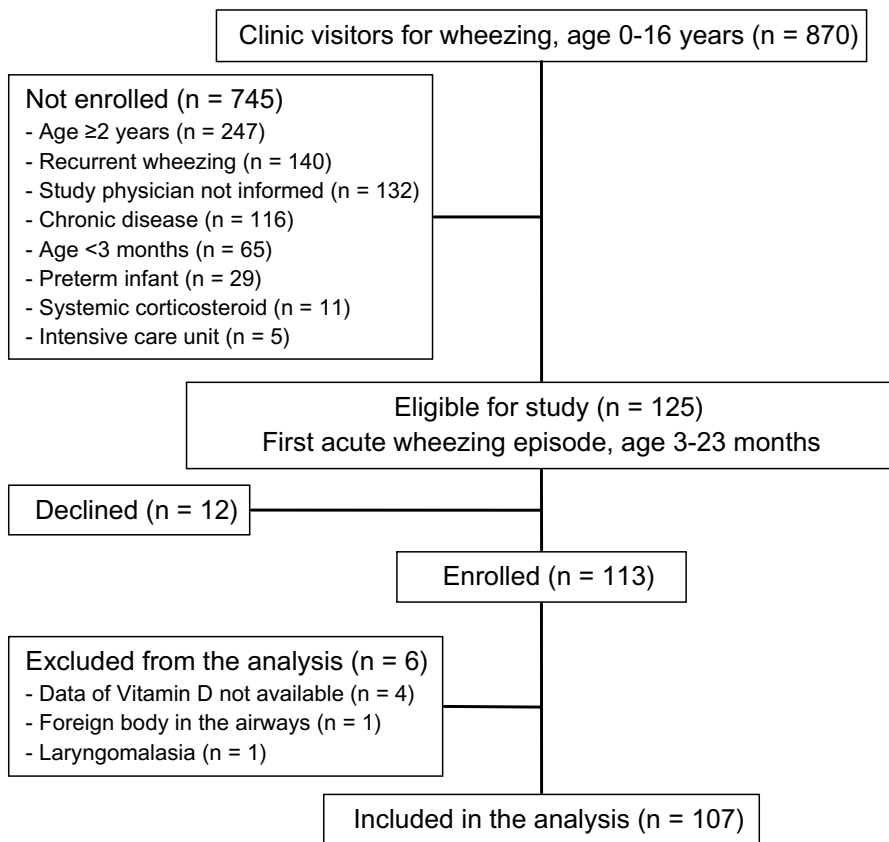 Clinic visitors for wheezing, age 0-16 years (n = 870)
Not enrolled (n = 745)
- Age ≥2 years (n = 247)
- Recurrent wheezing (n = 140)
- Study physician not informed (n = 132)
- Chronic disease (n = 116)
- Age <3 months (n = 65)
- Preterm infant (n = 29)
- Systemic corticosteroid (n = 11)
- Intensive care unit (n = 5)
Eligible for study (n = 125)
First acute wheezing episode, age 3-23 months
Declined (n = 12)
Enrolled (n = 113)
Excluded from the analysis (n = 6)
- Data of Vitamin D not available (n = 4)
- Foreign body in the airways (n = 1)
- Laryngomalasia (n = 1)
Included in the analysis (n = 107)